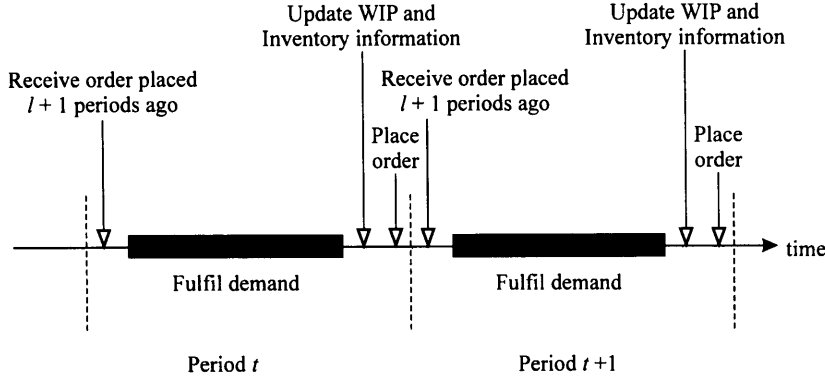 Update WIP and
Inventory information
Update WIP and
Inventory information
Receive order placed
l + 1 periods ago
Receive order placed
l + 1 periods ago
Place
order
Place
order
time
Fulfil demand
Fulfil demand
Period t
Period t +1